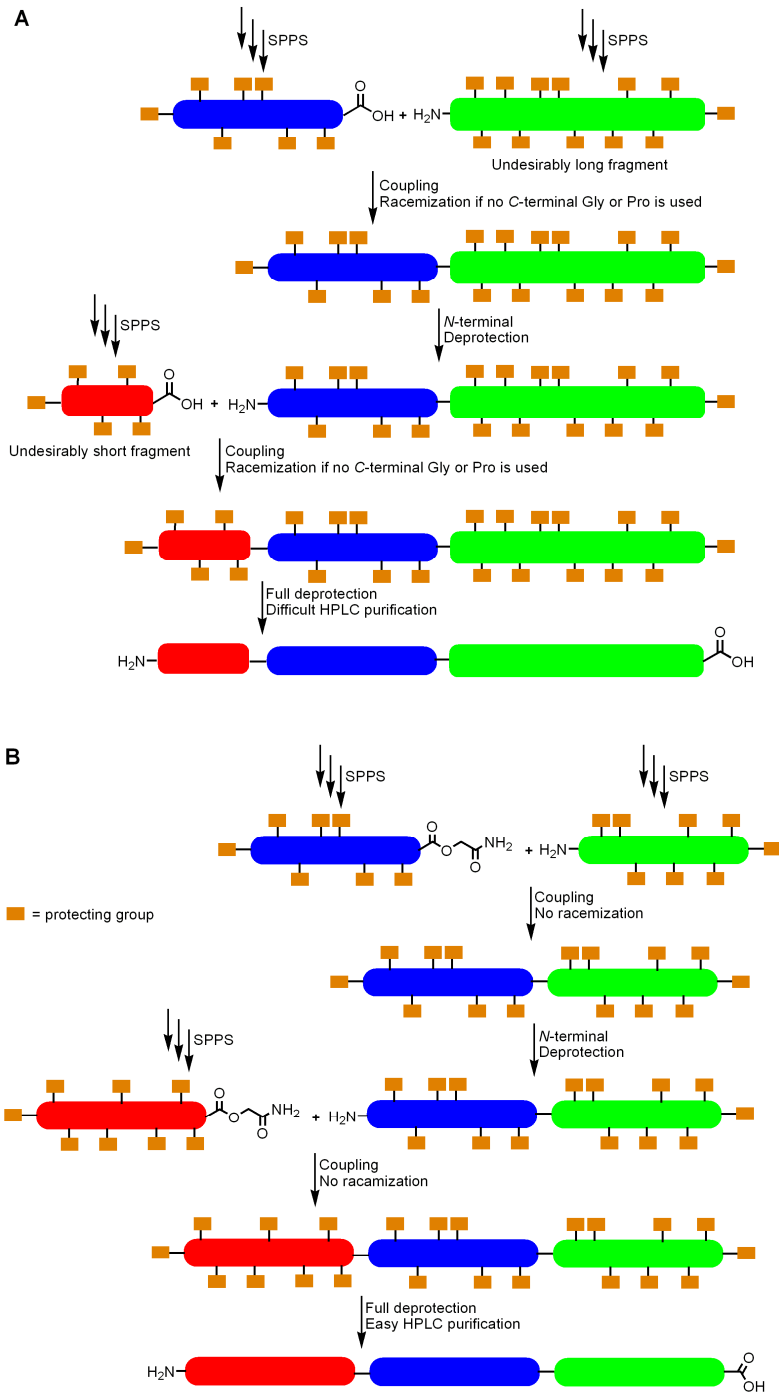 A
SPPS
SPPS
O
OH
+
H₂N
Undesirably long fragment
Coupling
Racemization if no C-terminal Gly or Pro is used
SPPS
N-terminal
Deprotection
O
OH
+
H₂N
Undesirably short fragment
Coupling
Racemization if no C-terminal Gly or Pro is used
Full deprotection
Difficult HPLC purification
H₂N
O
OH
B
SPPS
SPPS
O
O
NH₂
O
+
H₂N
= protecting group
Coupling
No racemization
SPPS
N-terminal
Deprotection
O
O
NH₂
O
+
H₂N
Coupling
No racamization
Full deprotection
Easy HPLC purification
H₂N
O
OH